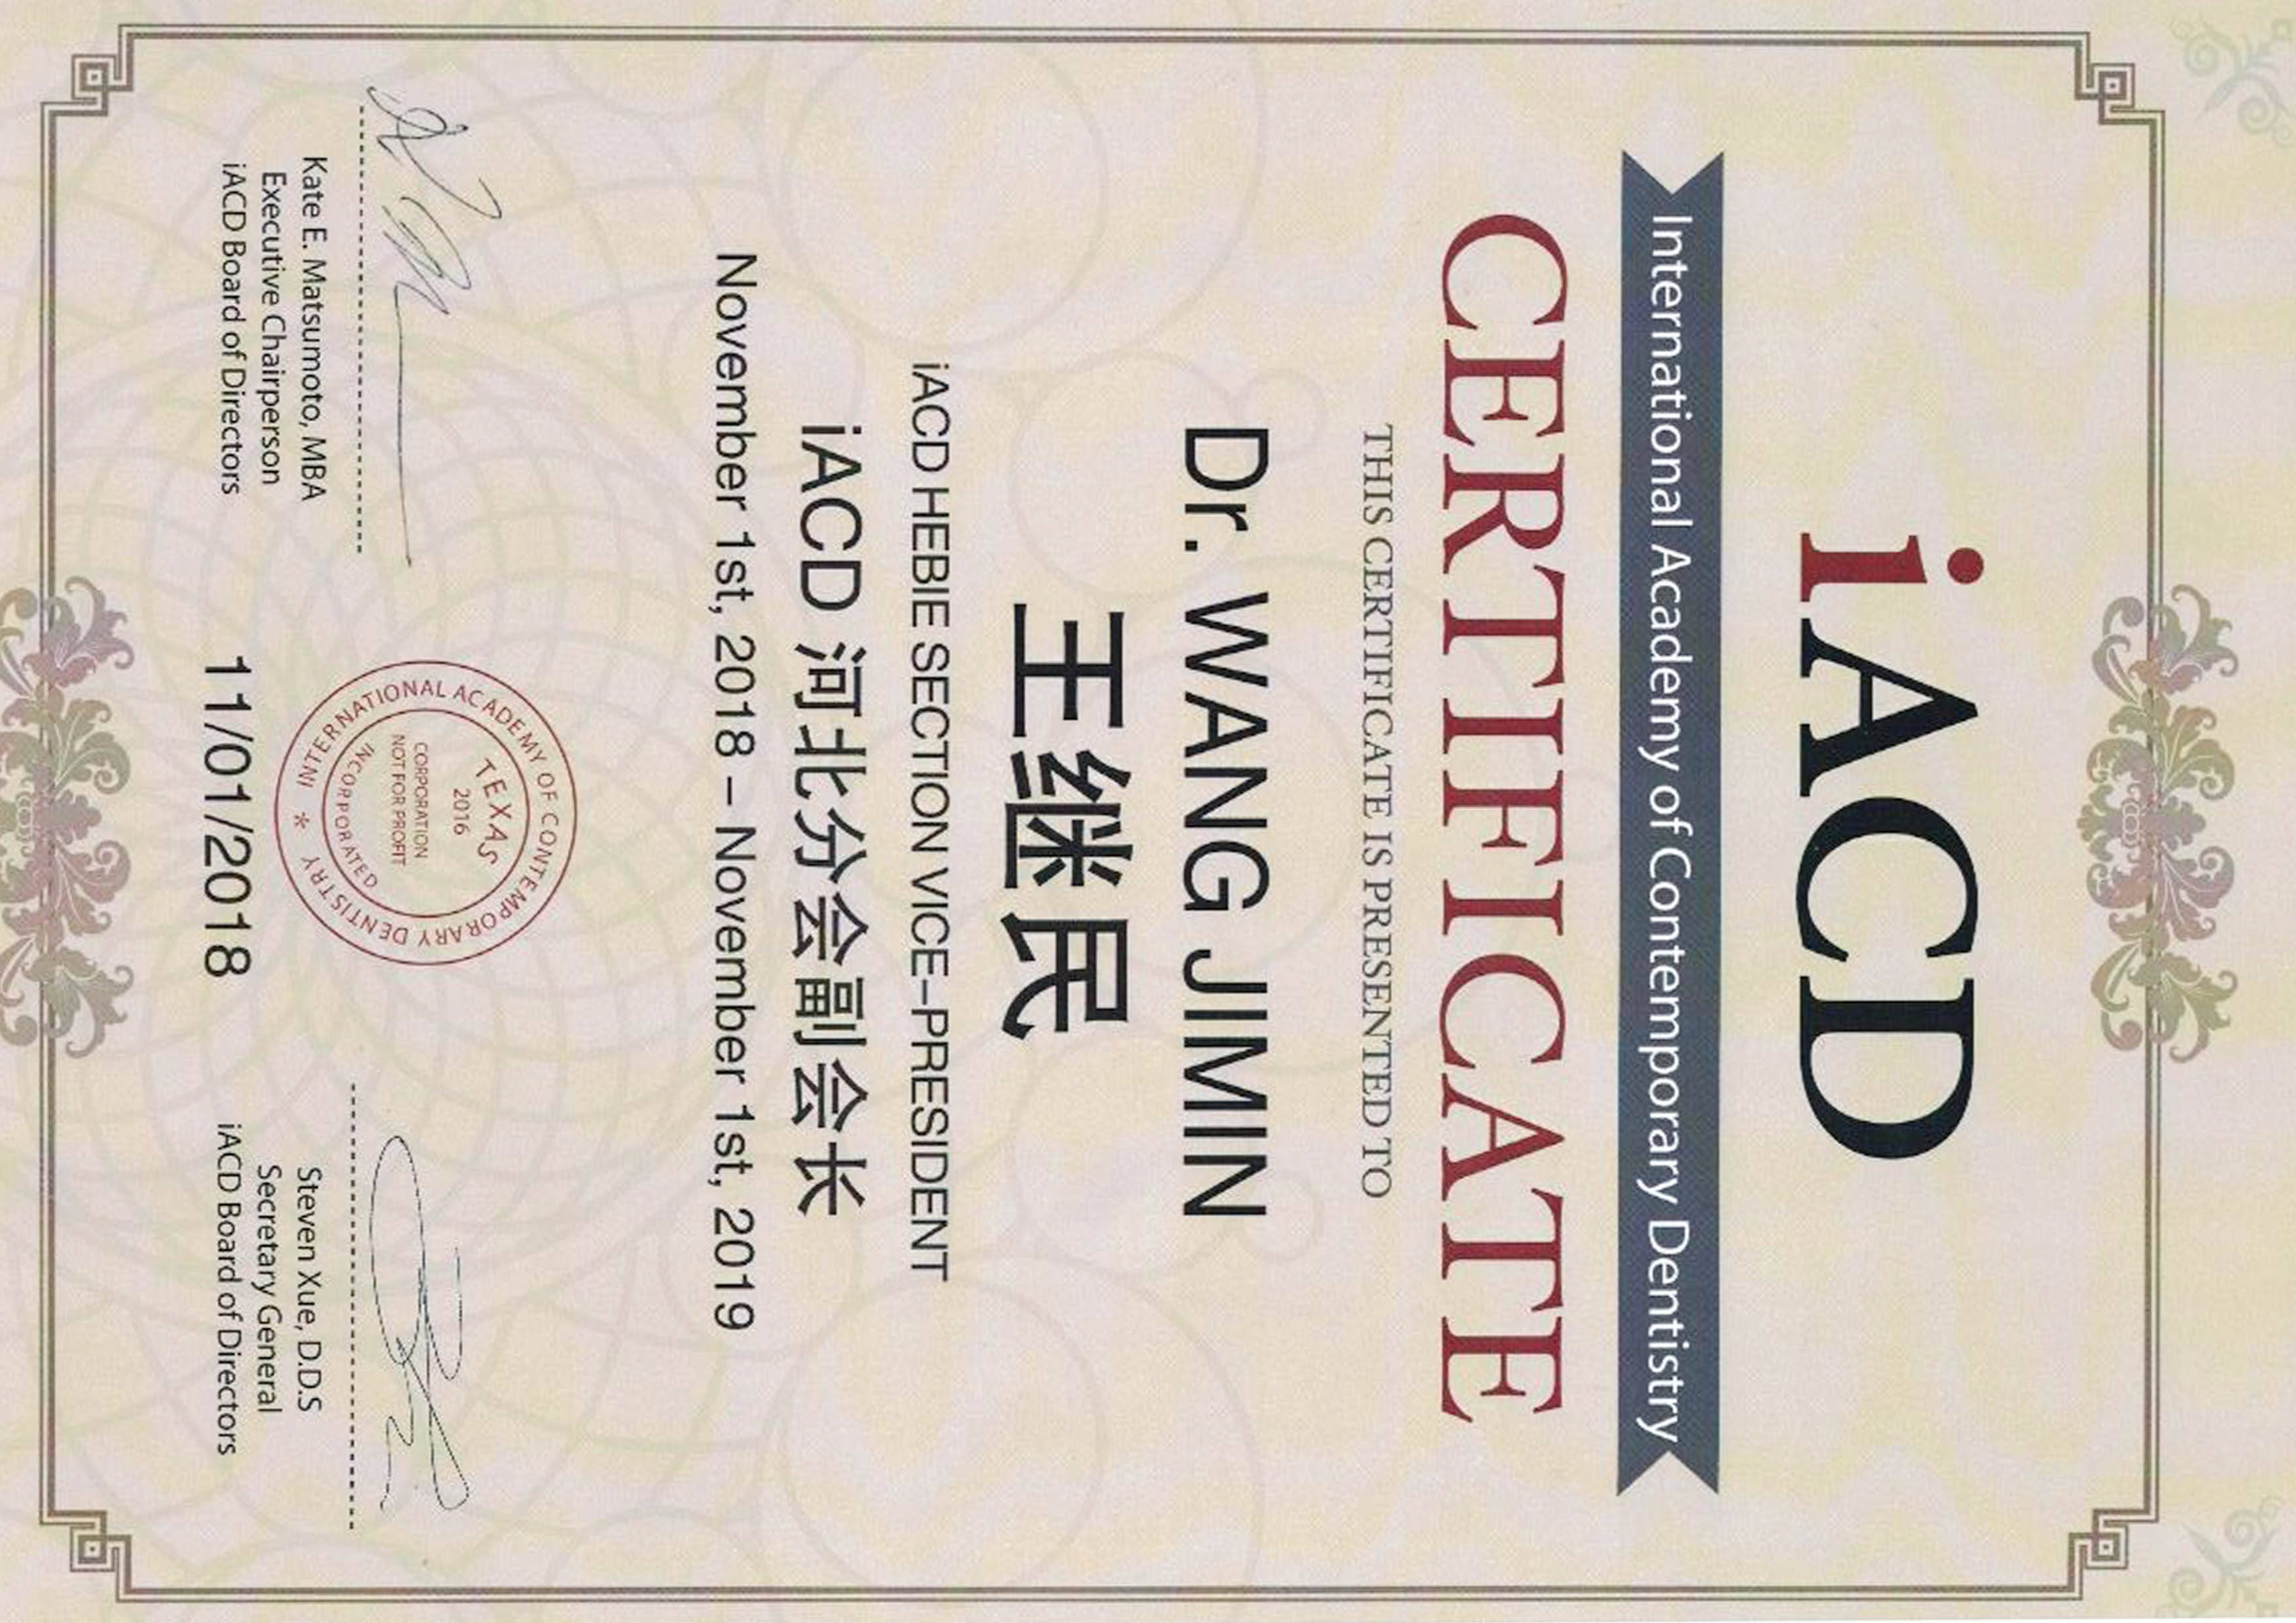 iACD
International Academy of Contemporary Dentistry
CERTIFICATE
THIS CERTIFICATE IS PRESENTED TO
Dr. WANG JIMIN
王继民
iACD HEBIE SECTION VICE-PRESIDENT
iACD 河北分会副会长
November 1st, 2018 – November 1st, 2019
Kate E. Matsumoto, MBA
Executive Chairperson
iACD Board of Directors
INTERNATIONAL ACADEMY OF CONTEMPORARY DENTISTRY *
TEXAS
2016
CORPORATION
NOT FOR PROFIT
INCORPORATED
11/01/2018
Steven Xue, D.D.S
Secretary General
iACD Board of Directors